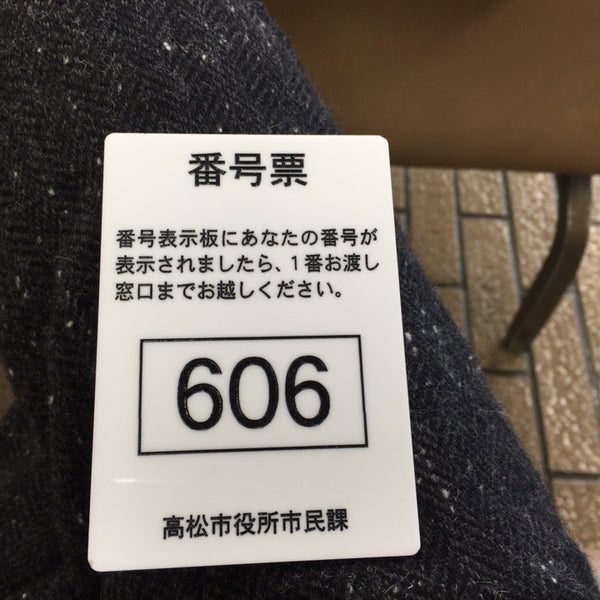 番号票
番号表示板にあなたの番号が
表示されましたら、1番お渡し
窓口までお越しください。
606
高松市役所市民課